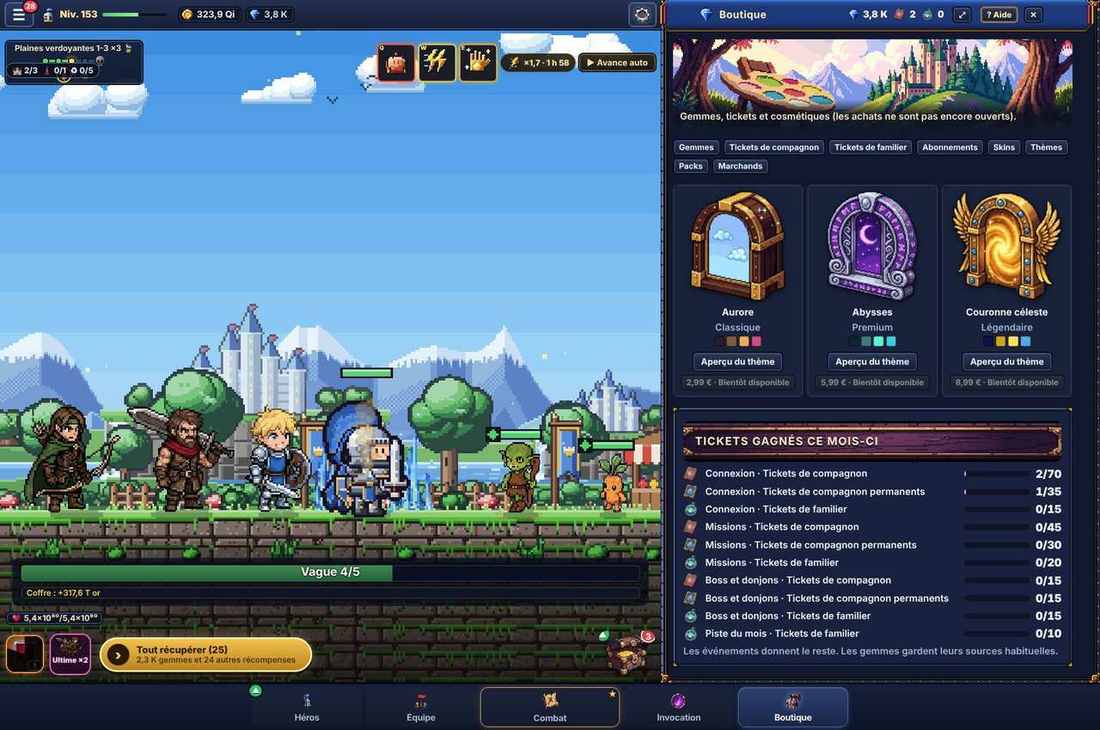 28
Niv. 153
323,9 Qi
3,8 K
Boutique
3,8 K
2
0
? Aide
Plaines verdoyantes 1-3 ×3
2/3
0/1
0/5
×1,7 · 1 h 58
Avance auto
Gemmes, tickets et cosmétiques (les achats ne sont pas encore ouverts).
Gemmes
Tickets de compagnon
Tickets de familier
Abonnements
Skins
Thèmes
Packs
Marchands
Aurore
Abysses
Couronne céleste
Classique
Premium
Légendaire
Aperçu du thème
Aperçu du thème
Aperçu du thème
2,99 € · Bientôt disponible
5,99 € · Bientôt disponible
8,99 € · Bientôt disponible
TICKETS GAGNÉS CE MOIS-CI
Connexion · Tickets de compagnon 2/70
Connexion · Tickets de compagnon permanents 1/35
Connexion · Tickets de familier 0/15
Missions · Tickets de compagnon 0/45
Missions · Tickets de compagnon permanents 0/30
Missions · Tickets de familier 0/20
Boss et donjons · Tickets de compagnon 0/15
Boss et donjons · Tickets de compagnon permanents 0/15
Boss et donjons · Tickets de familier 0/15
Piste du mois · Tickets de familier 0/10
Les événements donnent le reste. Les gemmes gardent leurs sources habituelles.
Vague 4/5
Coffre : +317,6 T or
Ultime ×2
Tout récupérer (25)
2,3 K gemmes et 24 autres récompenses
3
Héros
Équipe
Combat
Invocation
Boutique